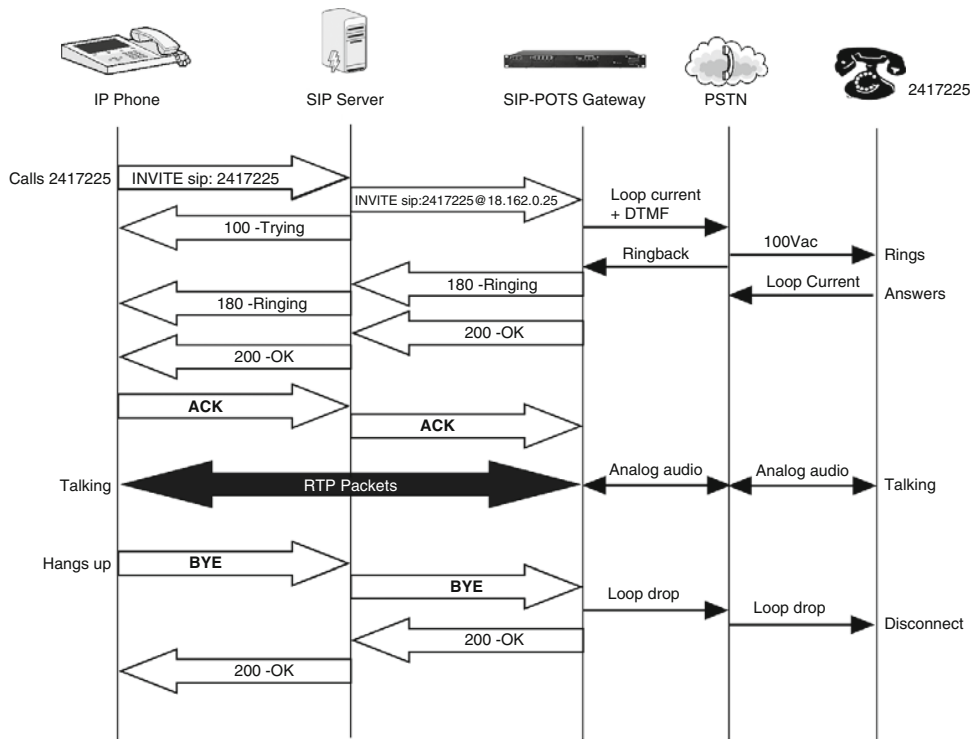 IP Phone
SIP Server
SIP-POTS Gateway
PSTN
2417225
Calls 2417225
INVITE sip: 2417225
INVITE sip:2417225@18.162.0.25
Loop current
+ DTMF
100 -Trying
100Vac
Rings
Ringback
180 -Ringing
Loop Current
Answers
180 -Ringing
200 -OK
200 -OK
ACK
ACK
Talking
RTP Packets
Analog audio
Analog audio
Talking
Hangs up
BYE
BYE
Loop drop
Loop drop
Disconnect
200 -OK
200 -OK